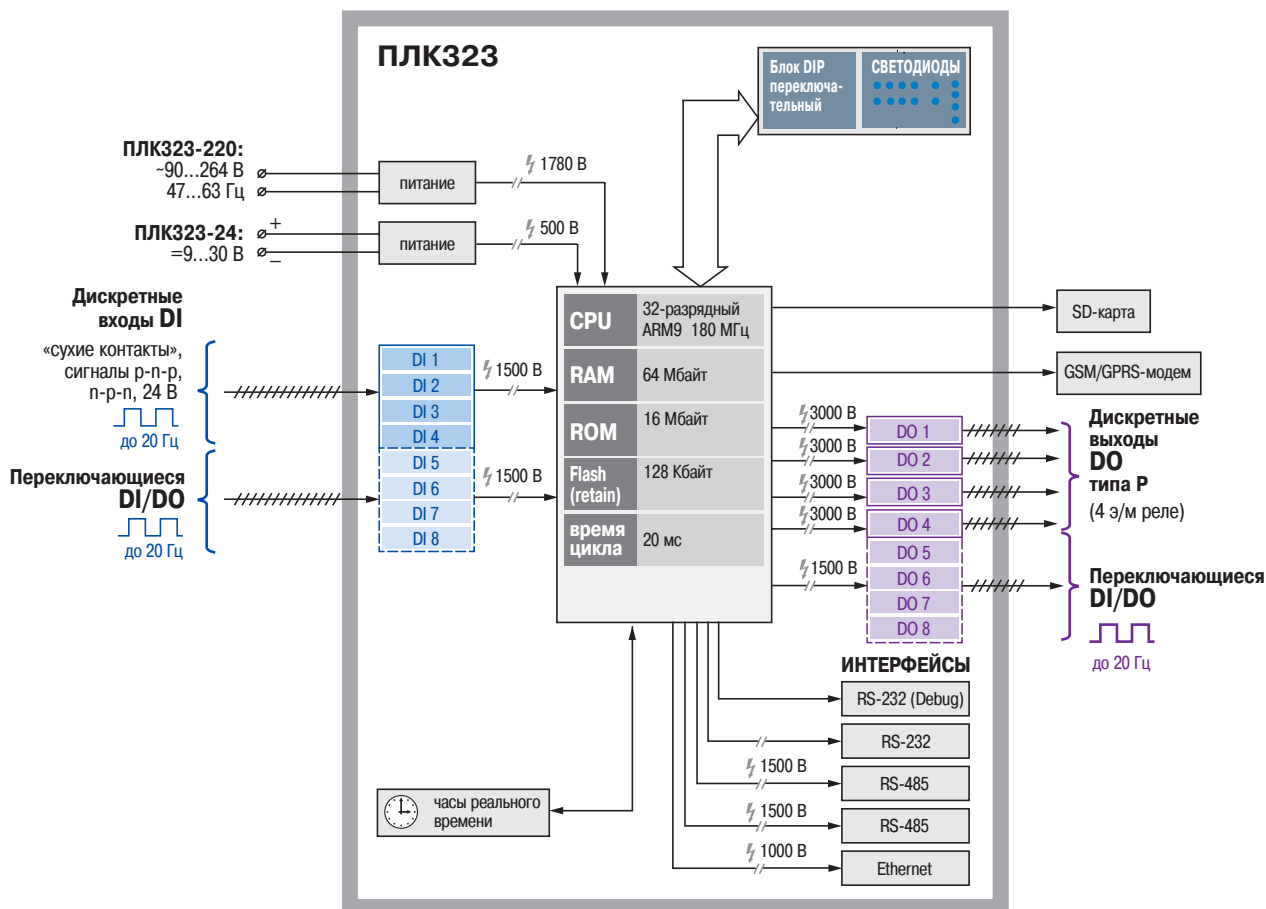 ПЛК323
Блок DIP
переключа-
тельный
СВЕТОДИОДЫ
ПЛК323-220:
~90...264 В
47...63 Гц
питание
1780 В
ПЛК323-24:
=9...30 В
+
–
питание
500 В
Дискретные
входы DI
«сухие контакты»,
сигналы p-n-p,
n-p-n, 24 В
до 20 Гц
Переключающиеся
DI/DO
до 20 Гц
DI 1
DI 2
DI 3
DI 4
DI 5
DI 6
DI 7
DI 8
1500 В
1500 В
CPU
32-разрядный
ARM9 180 МГц
RAM
64 Мбайт
ROM
16 Мбайт
Flash
(retain)
128 Кбайт
время
цикла
20 мс
SD-карта
GSM/GPRS-модем
3000 В
3000 В
3000 В
3000 В
1500 В
DO 1
DO 2
DO 3
DO 4
DO 5
DO 6
DO 7
DO 8
Дискретные
выходы
DO
типа Р
(4 э/м реле)
Переключающиеся
DI/DO
до 20 Гц
ИНТЕРФЕЙСЫ
RS-232 (Debug)
RS-232
1500 В
RS-485
1500 В
RS-485
1000 В
Ethernet
часы реального
времени